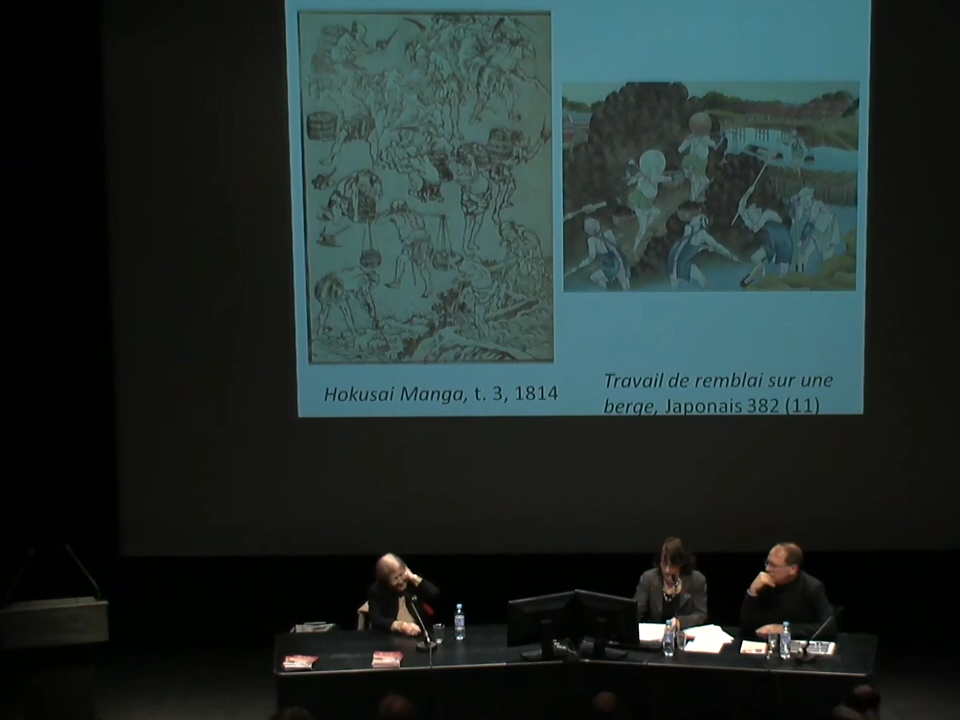 Hokusai Manga, t. 3, 1814
Travail de remblai sur une
berge, Japonais 382 (11)